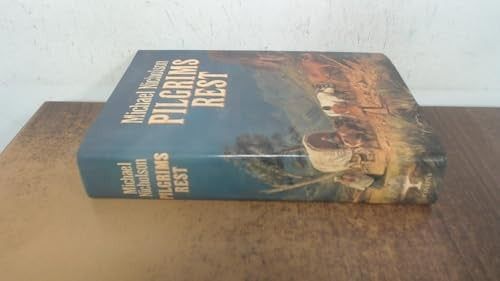 Michael Nicholson
PILGRIMS
REST
Michael
Nicholson
PILGRIMS
REST